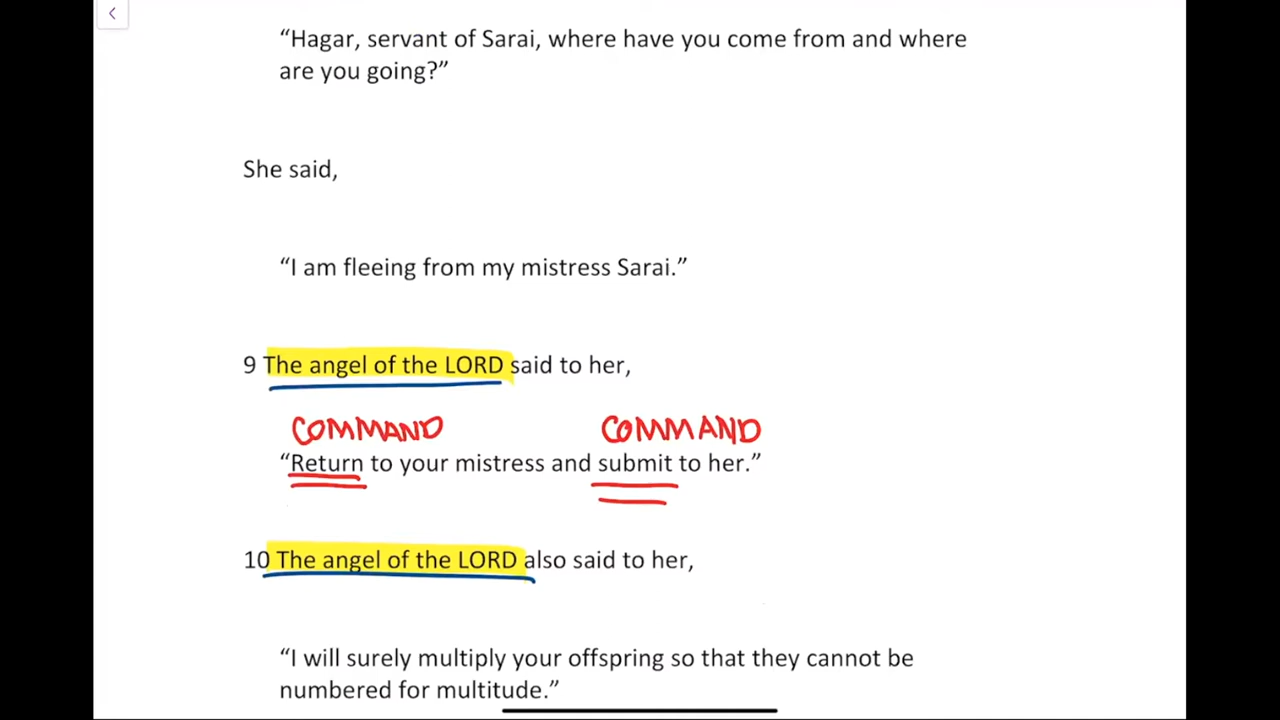 “Hagar, servant of Sarai, where have you come from and where
are you going?”
She said,
“I am fleeing from my mistress Sarai.”
9 The angel of the LORD said to her,
COMMAND COMMAND
“Return to your mistress and submit to her.”
10 The angel of the LORD also said to her,
“I will surely multiply your offspring so that they cannot be
numbered for multitude.”